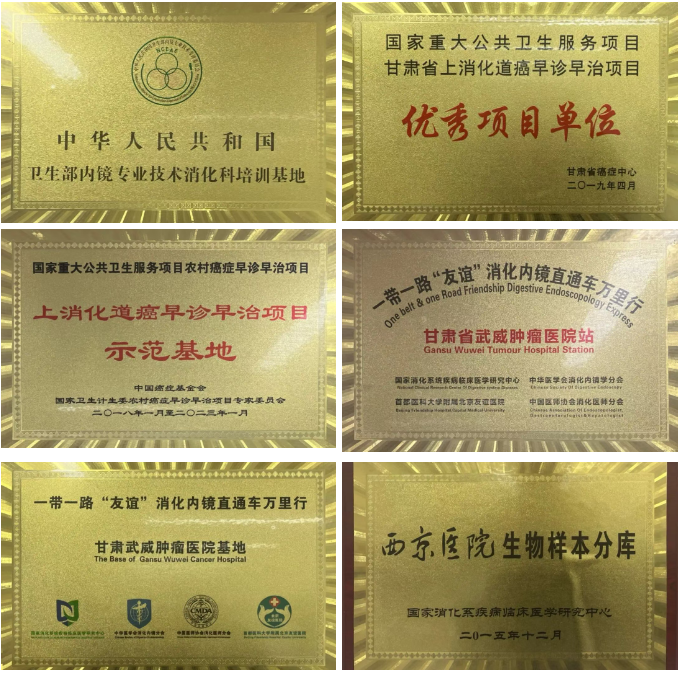 NCEAE
中华人民共和国
卫生部内镜专业技术消化科培训基地
国家重大公共卫生服务项目
甘肃省上消化道癌早诊早治项目
优秀项目单位
甘肃省癌症中心
二〇一九年四月
国家重大公共卫生服务项目农村癌症早诊早治项目
上消化道癌早诊早治项目
示范基地
中国癌症基金会
国家卫生计生委农村癌症早诊早治项目专家委员会
二〇一八年一月至二〇二三年一月
一带一路“友谊”消化内镜直通车万里行
One belt & one Road Friendship Digestive Endoscopology Express
甘肃省武威肿瘤医院站
Gansu Wuwei Tumour Hospital Station
国家消化系统疾病临床医学研究中心
中华医学会消化内镜学分会
首都医科大学附属北京友谊医院
Beijing Friendship Hospital Capital Medical University
中国医师协会消化医师分会
一带一路“友谊”消化内镜直通车万里行
甘肃武威肿瘤医院基地
The Base of Gansu Wuwei Cancer Hospital
CMDA
西京医院生物样本分库
国家消化系疾病临床医学研究中心
二0一五年十二月